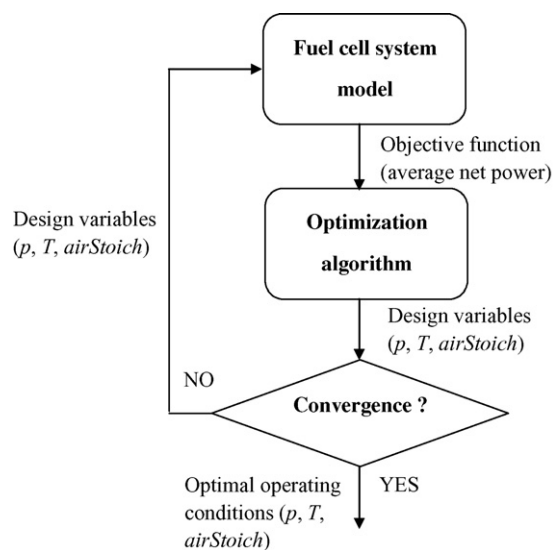 Fuel cell system
model
Objective function
(average net power)
Design variables
(p, T, airStoich)
Optimization
algorithm
Design variables
(p, T, airStoich)
NO
Convergence ?
Optimal operating
conditions (p, T,
airStoich)
YES